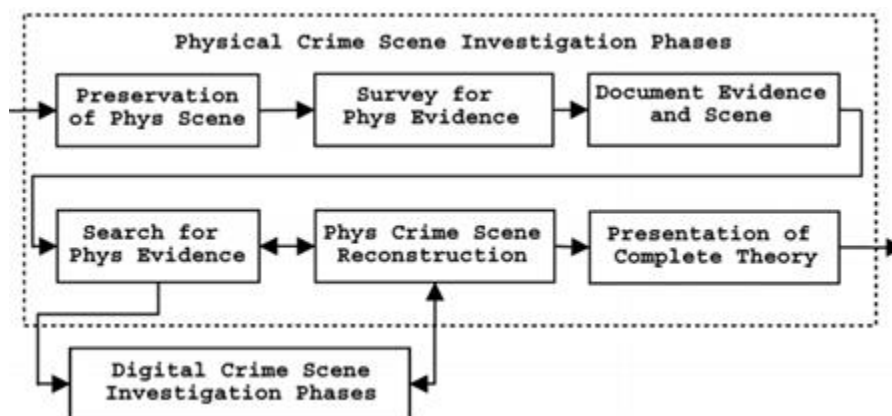 Physical Crime Scene Investigation Phases
Preservation
of Phys Scene
Survey for
Phys Evidence
Document Evidence
and Scene
Search for
Phys Evidence
Phys Crime Scene
Reconstruction
Presentation of
Complete Theory
Digital Crime Scene
Investigation Phases